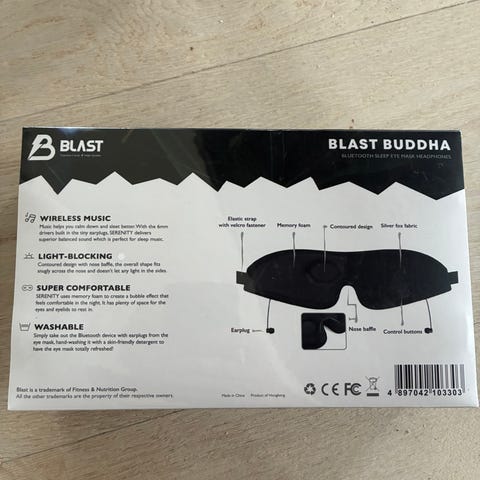 BLAST
BLAST BUDDHA
BLUETOOTH SLEEP EYE MASK HEADPHONES
WIRELESS MUSIC
Music helps you calm down and sleep better. With the 6mm
drivers built in the tiny earplugs, SERENITY delivers
superior balanced sound which is perfect for sleep music.
LIGHT-BLOCKING
Contoured design with nose baffle, the overall shape fits
snugly across the nose and doesn't let any light in the sides.
SUPER COMFORTABLE
SERENITY uses memory foam to create a bubble effect that
feels comfortable in the night. It has plenty of space for the
eyes and eyelids to rest in.
WASHABLE
Simply take out the Bluetooth device with earplugs from the
eye mask, hand-washing it with a skin-friendly detergent to
have the eye mask totally refreshed!
Elastic strap
with velcro fastener
Memory foam
Contoured design
Silver fox fabric
Earplug
Nose baffle
Control buttons
Blast is a trademark of Fitness & Nutrition Group.
All the other trademarks are the property of their respective owners.
Made in China
Product of Hongkong
CE FC
4 897042 103303